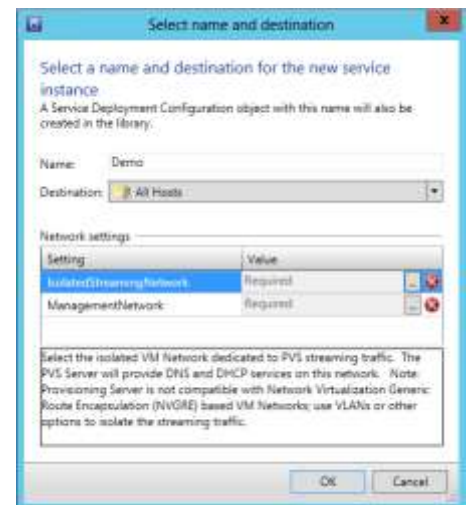 Select name and destination
Select a name and destination for the new service
instance
A Service Deployment Configuration object with this name will also be
created in the library.
Name: Demo
Destination: All Hosts
Network settings
Setting Value
IsolatedStreamingNetwork Required ...
ManagementNetwork Required ...
Select the isolated VM Network dedicated to PVS streaming traffic. The
PVS Server will provide DNS and DHCP services on this network. Note:
Provisioning Server is not compatible with Network Virtualization Generic
Route Encapsulation (NVGRE) based VM Networks; use VLANs or other
options to isolate the streaming traffic.
OK Cancel